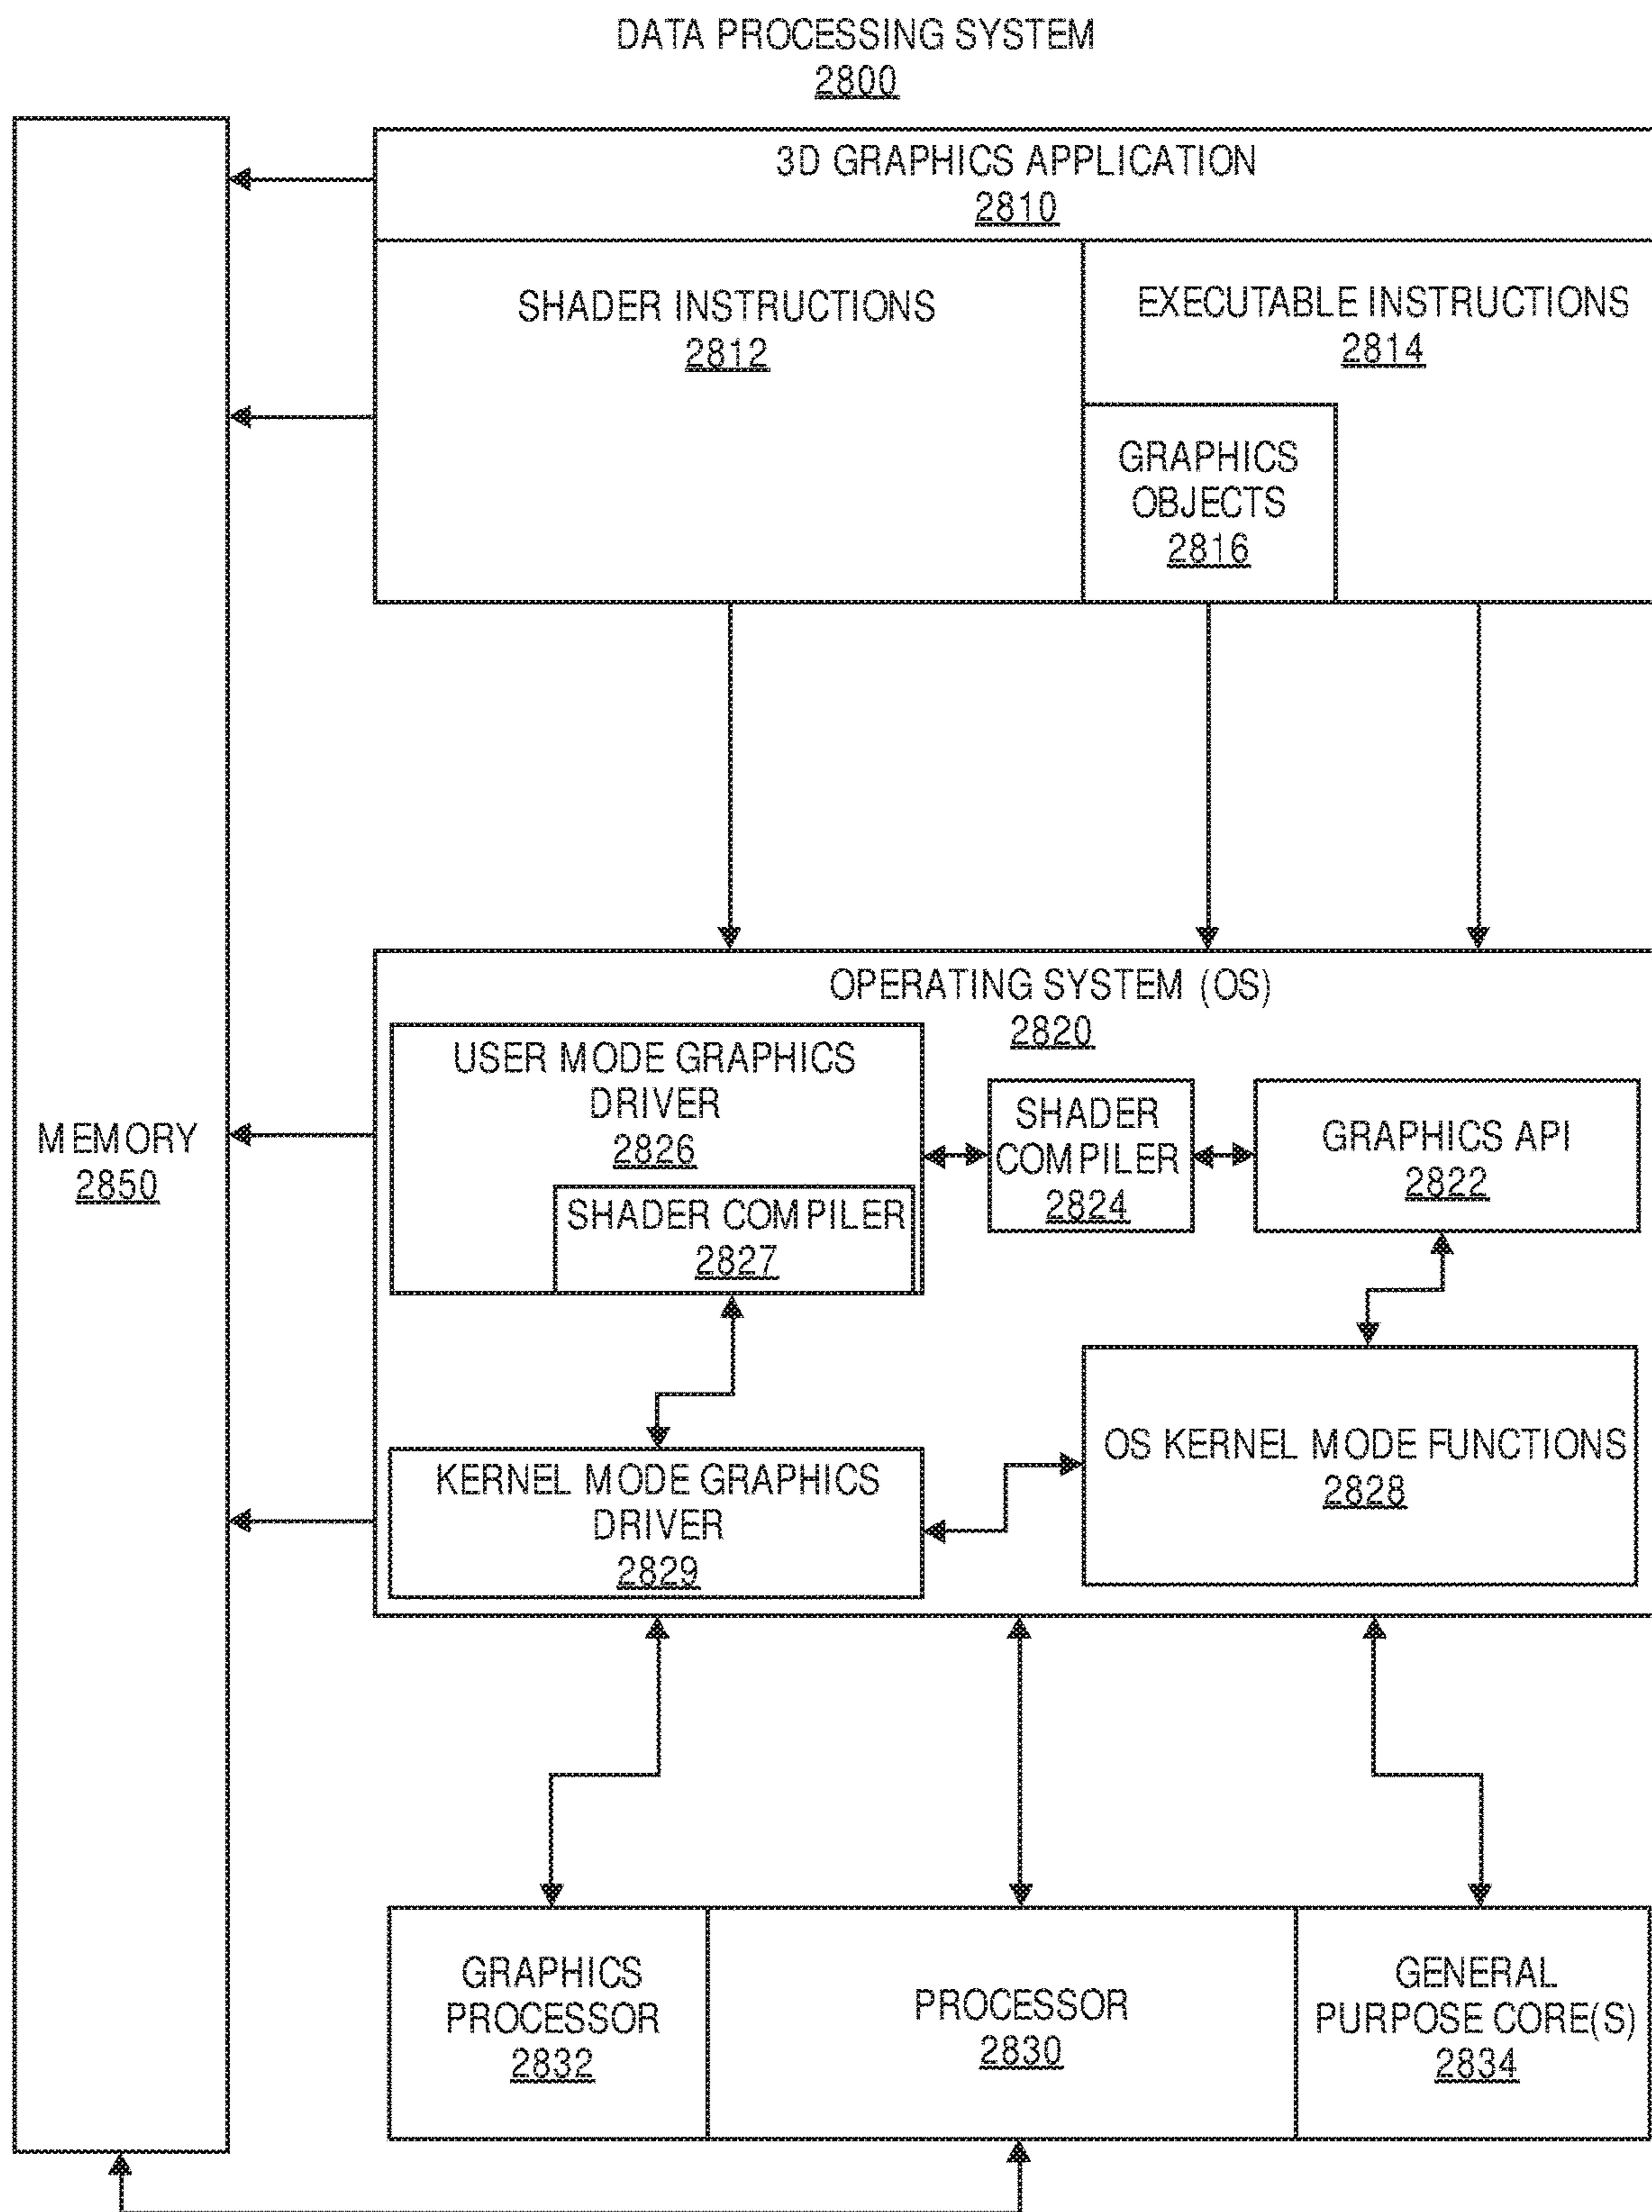 DATA PROCESSING SYSTEM
2800
3D GRAPHICS APPLICATION
2810
SHADER INSTRUCTIONS
2812
EXECUTABLE INSTRUCTIONS
2814
GRAPHICS
OBJECTS
2816
MEMORY
2850
OPERATING SYSTEM (OS)
2820
USER MODE GRAPHICS
DRIVER
2826
SHADER COMPILER
2827
SHADER
COMPILER
2824
GRAPHICS API
2822
KERNEL MODE GRAPHICS
DRIVER
2829
OS KERNEL MODE FUNCTIONS
2828
GRAPHICS
PROCESSOR
2832
PROCESSOR
2830
GENERAL
PURPOSE CORE(S)
2834